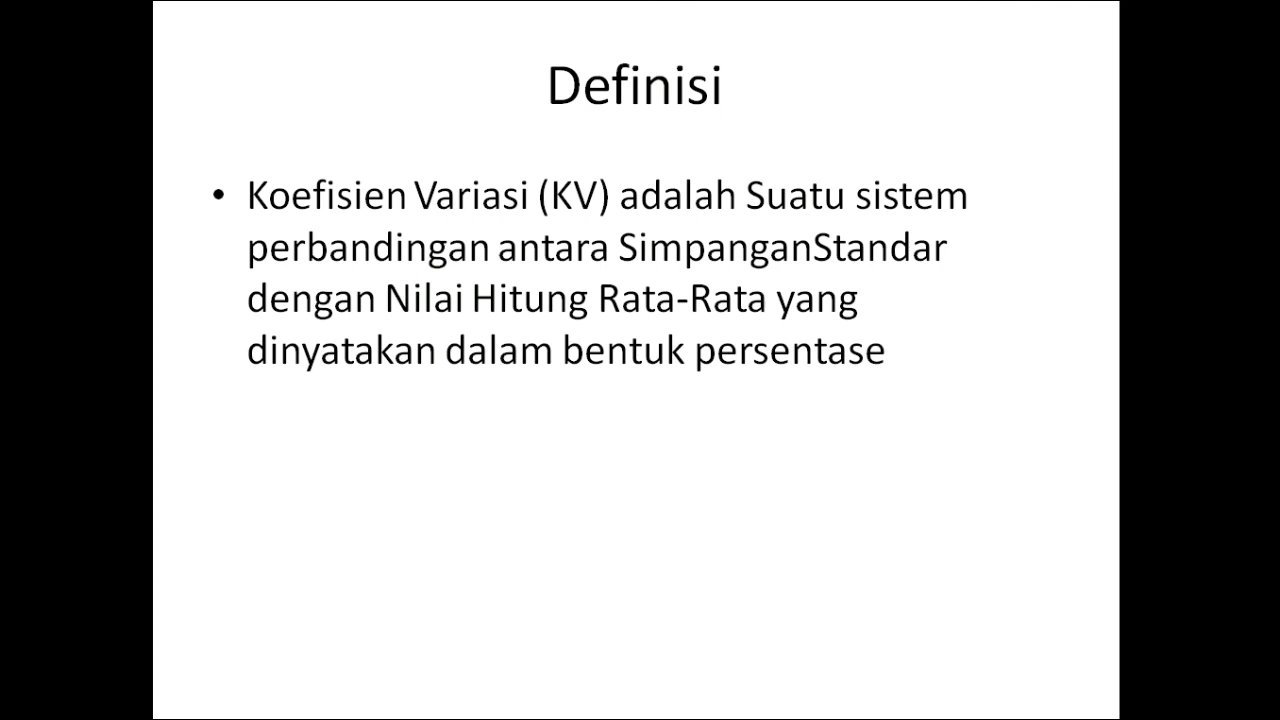 Definisi
• Koefisien Variasi (KV) adalah Suatu sistem
perbandingan antara SimpanganStandar
dengan Nilai Hitung Rata-Rata yang
dinyatakan dalam bentuk persentase